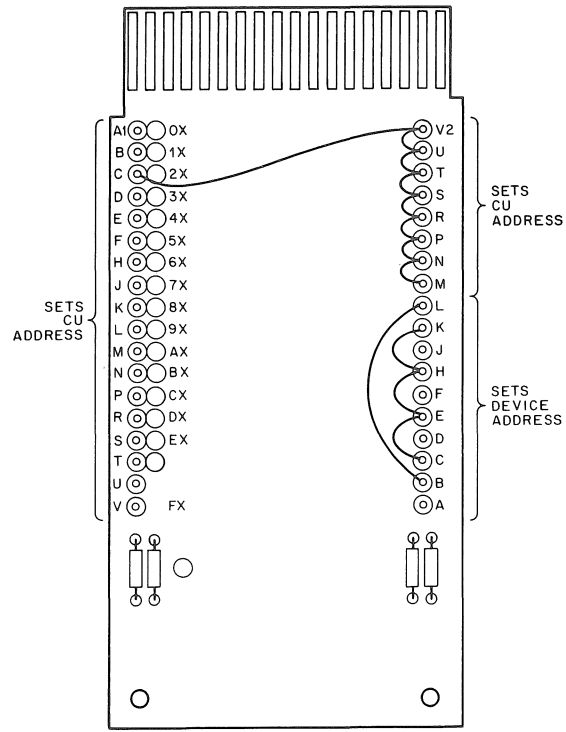 A1 0X
B 1X
C 2X
D 3X
E 4X
F 5X
H 6X
J 7X
K 8X
L 9X
M AX
N BX
P CX
R DX
S EX
T
U
V FX
SETS
CU
ADDRESS
V2
U
T
S
R
P
N
M
L
K
J
H
F
E
D
C
B
A
SETS
CU
ADDRESS
SETS
DEVICE
ADDRESS